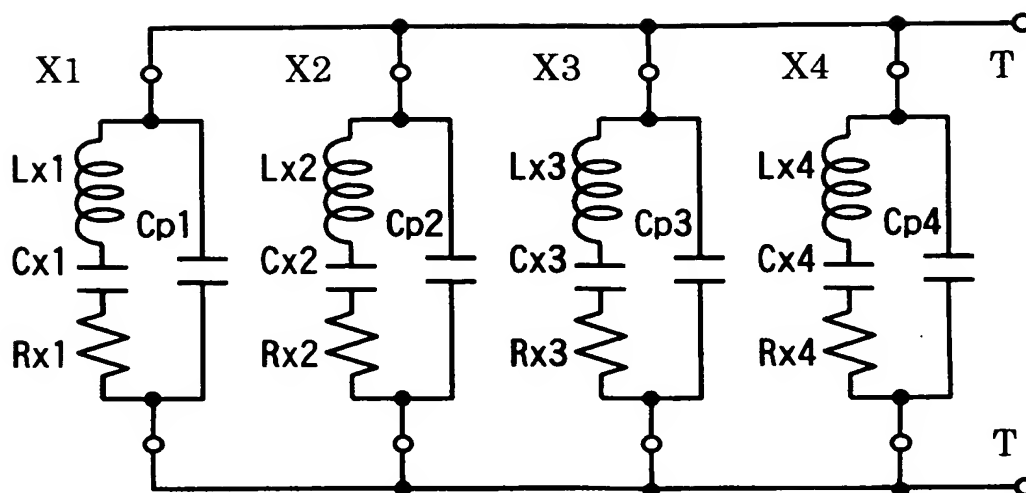 X1 X2 X3 X4 T
Lx1 Lx2 Lx3 Lx4
Cp1 Cp2 Cp3 Cp4
Cx1 Cx2 Cx3 Cx4
Rx1 Rx2 Rx3 Rx4
T